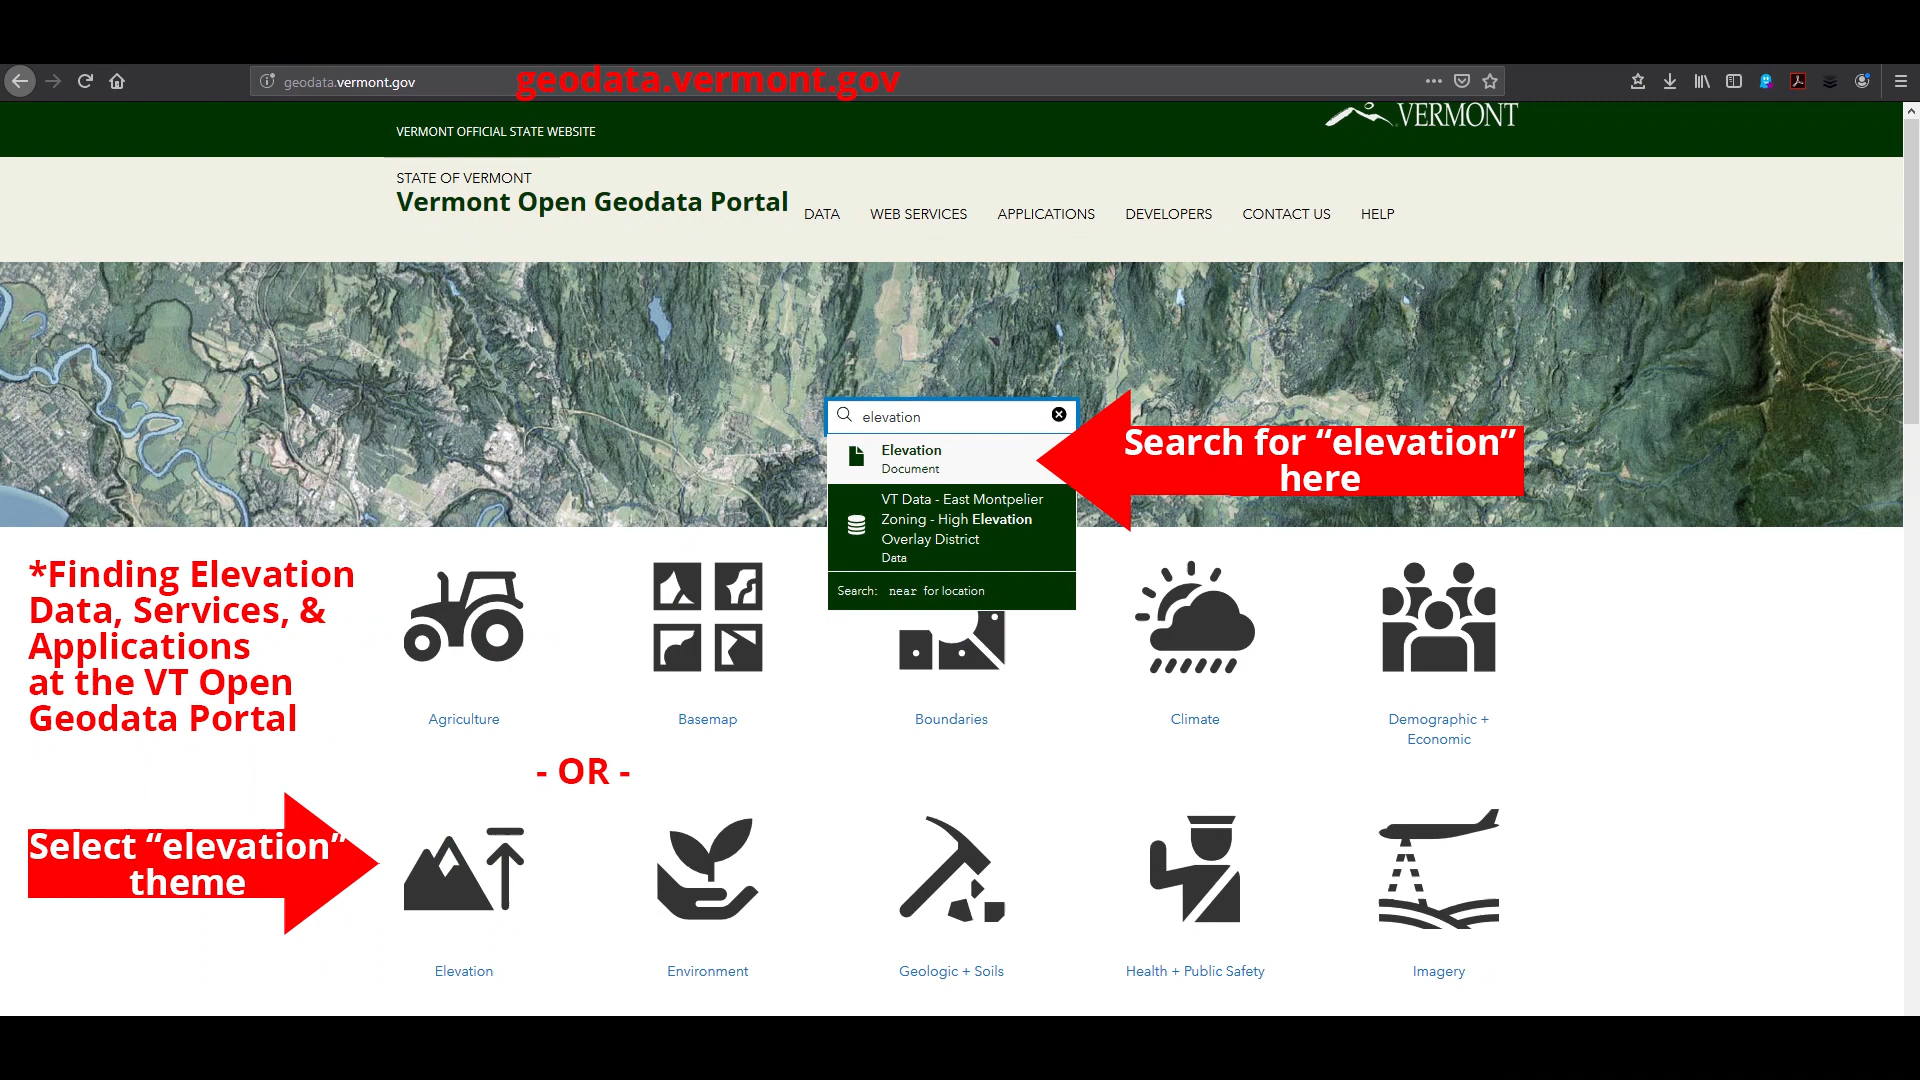 geodata.vermont.gov
geodata.vermont.gov
VERMONT
VERMONT OFFICIAL STATE WEBSITE
STATE OF VERMONT
Vermont Open Geodata Portal
DATA
WEB SERVICES
APPLICATIONS
DEVELOPERS
CONTACT US
HELP
elevation
Elevation
Document
VT Data - East Montpelier
Zoning - High Elevation
Overlay District
Data
Search: near for location
Search for “elevation”
here
*Finding Elevation
Data, Services, &
Applications
at the VT Open
Geodata Portal
Agriculture
Basemap
Boundaries
Climate
Demographic +
Economic
- OR -
Select “elevation”
theme
Elevation
Environment
Geologic + Soils
Health + Public Safety
Imagery